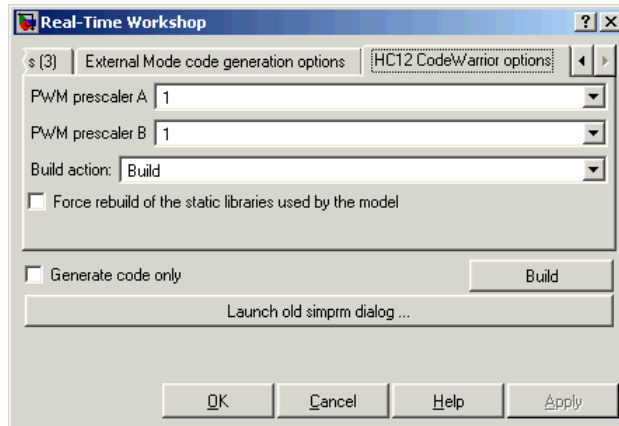 Real-Time Workshop
s (3) External Mode code generation options HC12 CodeWarrior options
PWM prescaler A 1
PWM prescaler B 1
Build action: Build
Force rebuild of the static libraries used by the model
Generate code only Build
Launch old simprm dialog ...
OK Cancel Help Apply